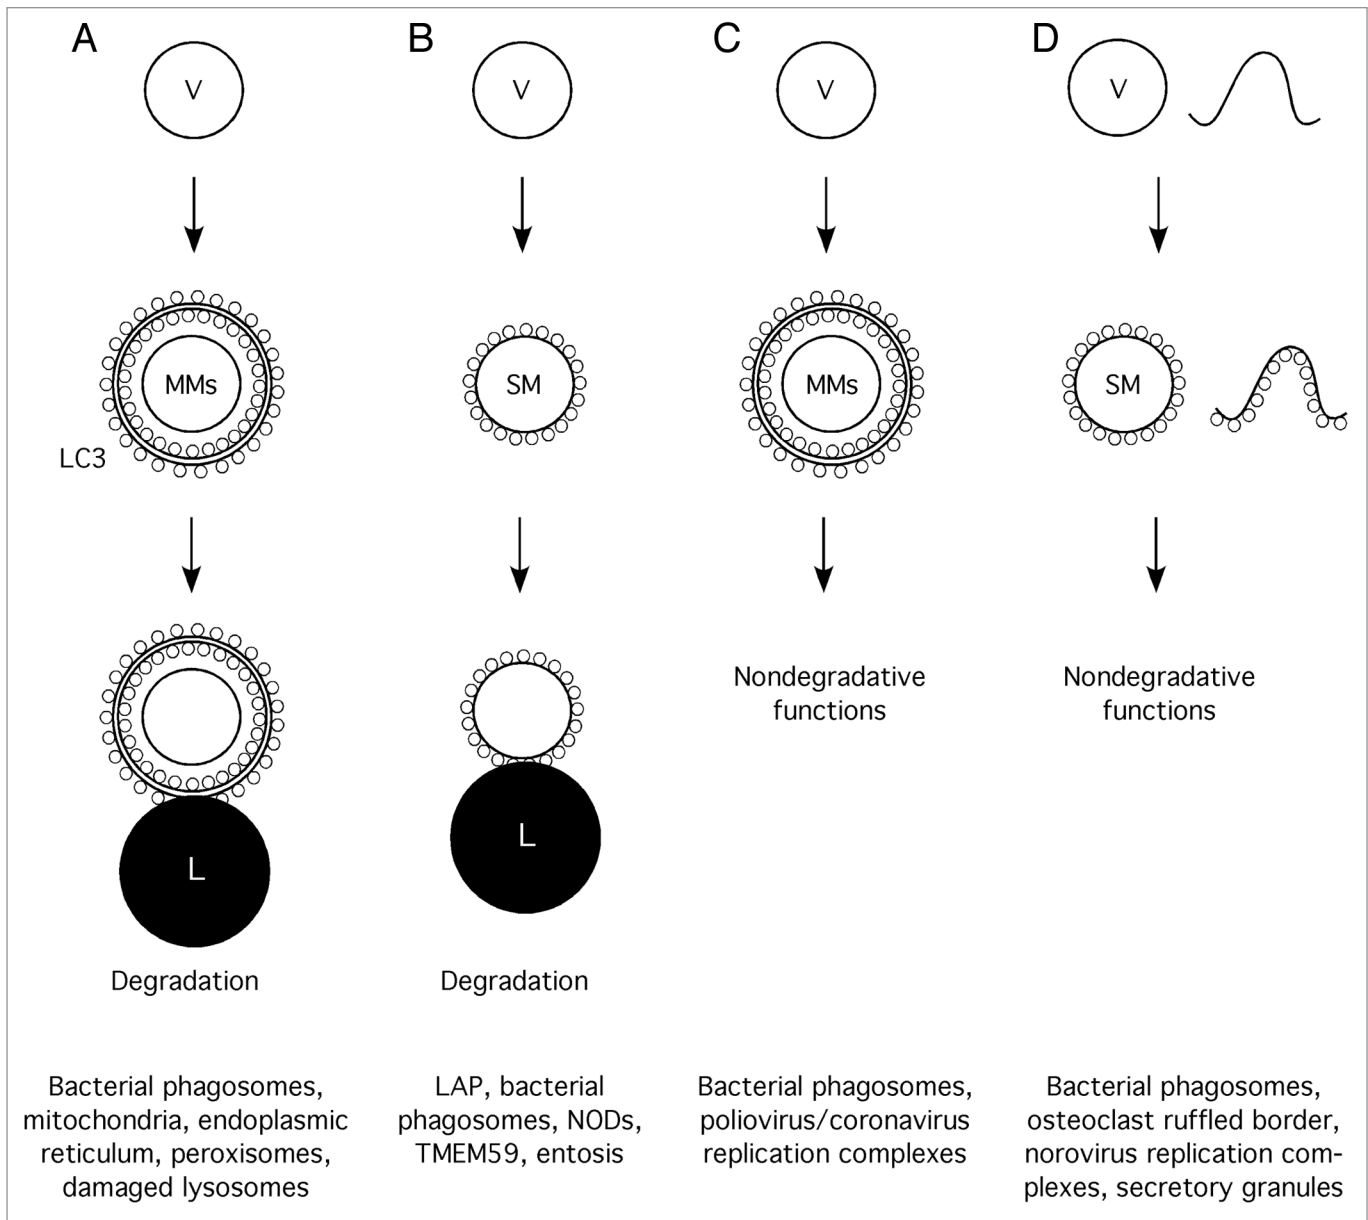 A
B
C
D
V
V
V
V
MMs
SM
MMs
SM
LC3
Nondegradative
functions
Nondegradative
functions
L
L
Degradation
Degradation
Bacterial phagosomes,
mitochondria, endoplasmic
reticulum, peroxisomes,
damaged lysosomes
LAP, bacterial
phagosomes, NODs,
TMEM59, entosis
Bacterial phagosomes,
poliovirus/coronavirus
replication complexes
Bacterial phagosomes,
osteoclast ruffled border,
norovirus replication com-
plexes, secretory granules